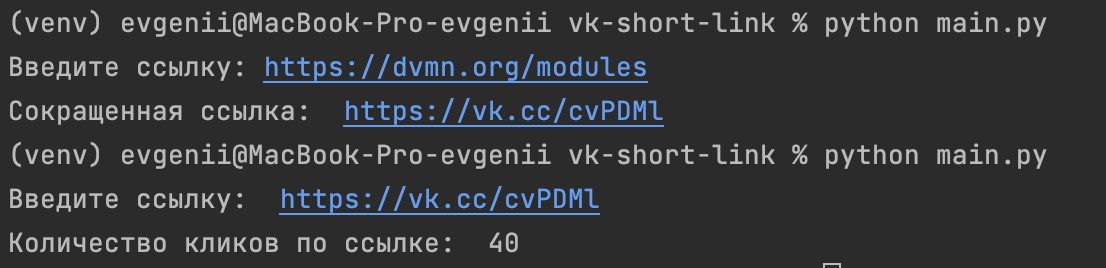 (venv) evgenii@MacBook-Pro-evgenii vk-short-link % python main.py
Введите ссылку: https://dvmn.org/modules
Сокращенная ссылка:  https://vk.cc/cvPDMl
(venv) evgenii@MacBook-Pro-evgenii vk-short-link % python main.py
Введите ссылку:  https://vk.cc/cvPDMl
Количество кликов по ссылке:  40